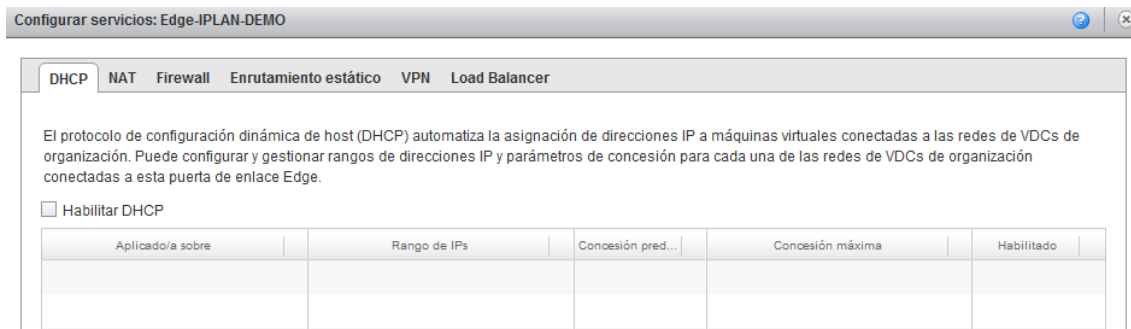 Configurar servicios: Edge-IPLAN-DEMO
DHCP NAT Firewall Enrutamiento estático VPN Load Balancer
El protocolo de configuración dinámica de host (DHCP) automatiza la asignación de direcciones IP a máquinas virtuales conectadas a las redes de VDCs de
organización. Puede configurar y gestionar rangos de direcciones IP y parámetros de concesión para cada una de las redes de VDCs de organización
conectadas a esta puerta de enlace Edge.
Habilitar DHCP
Aplicado/a sobre Rango de IPs Concesión pred... Concesión máxima Habilitado